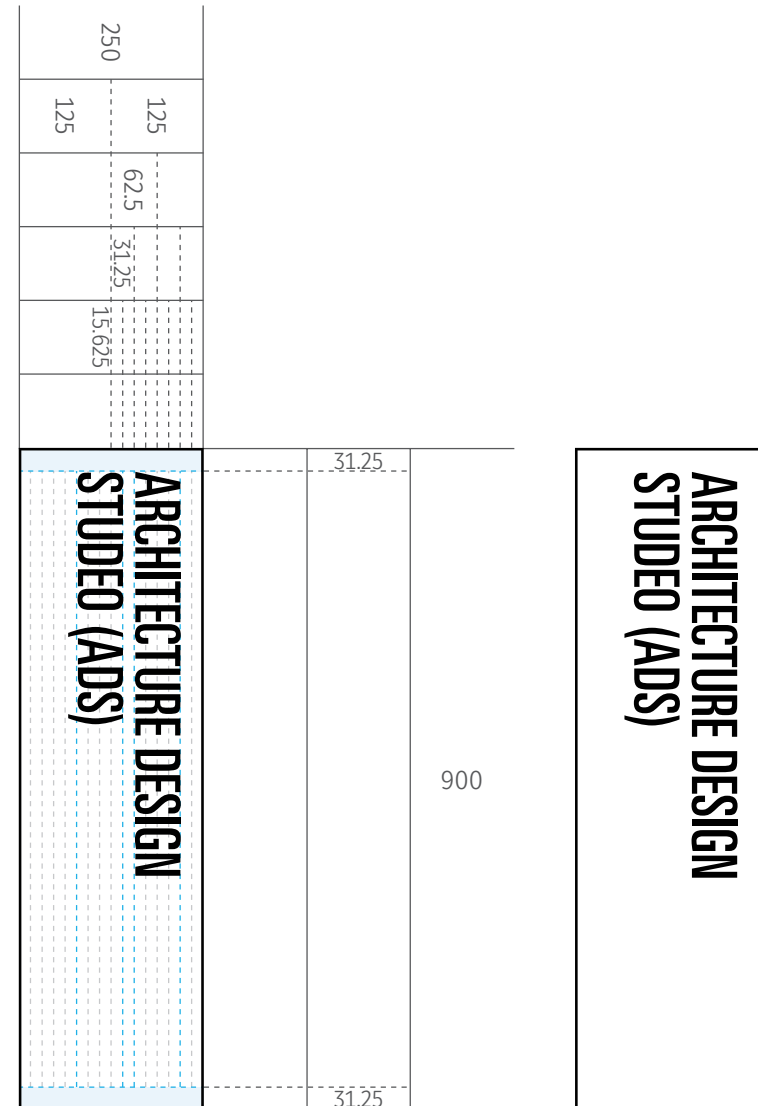 250
125
125
62.5
31.25
15.625
31.25
ARCHITECTURE DESIGN
STUDEO (ADS)
900
31.25
ARCHITECTURE DESIGN
STUDEO (ADS)